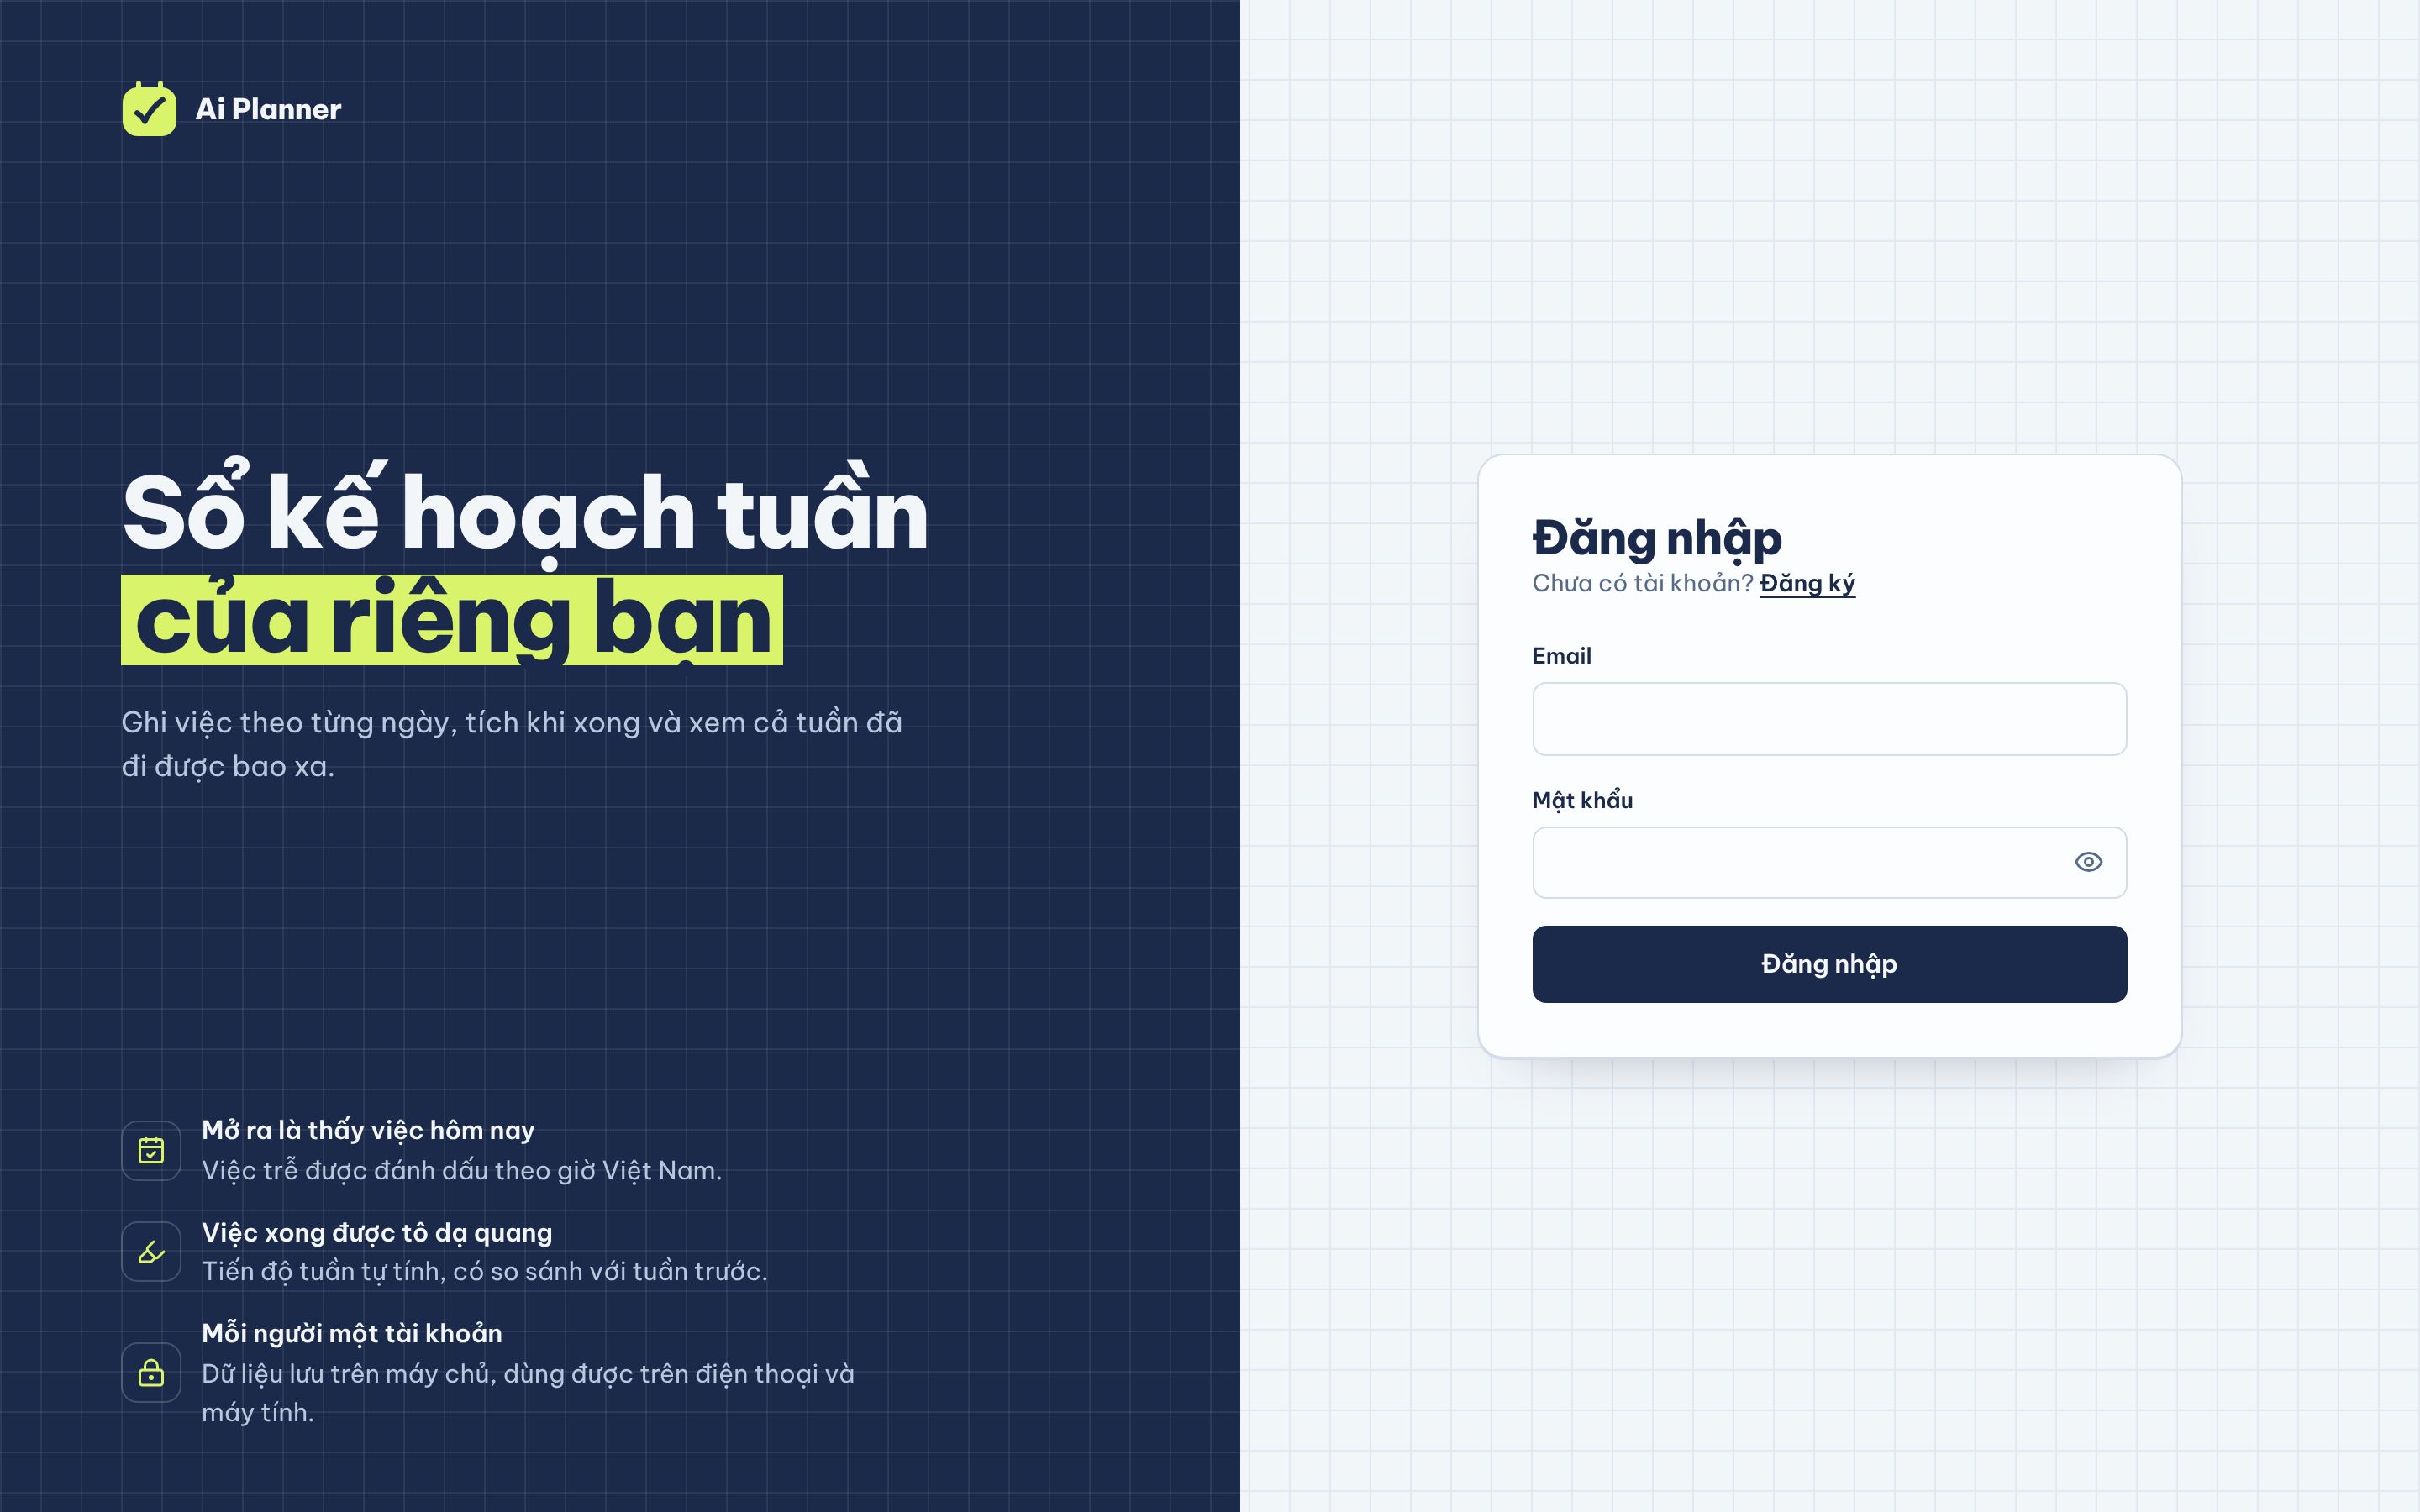 Ai Planner
Sổ kế hoạch tuần
của riêng bạn
Ghi việc theo từng ngày, tích khi xong và xem cả tuần đã
đi được bao xa.
Mở ra là thấy việc hôm nay
Việc trễ được đánh dấu theo giờ Việt Nam.
Việc xong được tô dạ quang
Tiến độ tuần tự tính, có so sánh với tuần trước.
Mỗi người một tài khoản
Dữ liệu lưu trên máy chủ, dùng được trên điện thoại và
máy tính.
Đăng nhập
Chưa có tài khoản? Đăng ký
Email
Mật khẩu
Đăng nhập